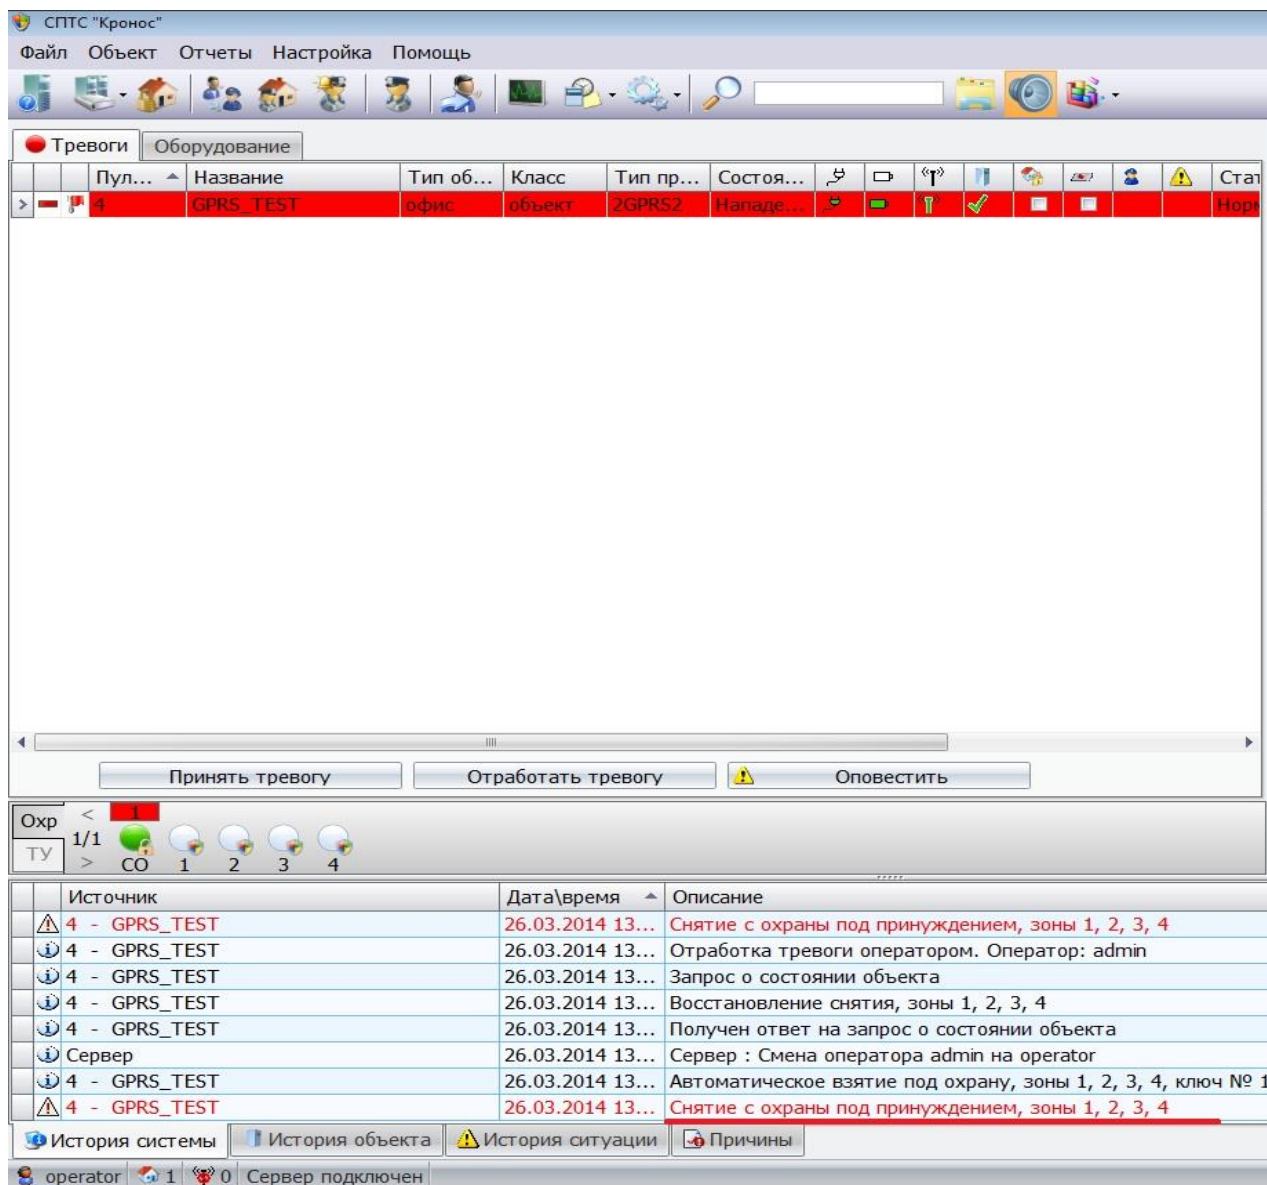 СПТС "Кронос"
Файл Объект Отчеты Настройка Помощь
Тревоги Оборудование
Пул... Название Тип об... Класс Тип пр... Состоя... Стат
4 GPRS_TEST офис объект 2GPRS2 Нападе... Норм
Принять тревогу Отработать тревогу Оповестить
Охр < 1
1/1
ТУ > СО 1 2 3 4
Источник Дата\время Описание
4 - GPRS_TEST 26.03.2014 13... Снятие с охраны под принуждением, зоны 1, 2, 3, 4
4 - GPRS_TEST 26.03.2014 13... Отработка тревоги оператором. Оператор: admin
4 - GPRS_TEST 26.03.2014 13... Запрос о состоянии объекта
4 - GPRS_TEST 26.03.2014 13... Восстановление снятия, зоны 1, 2, 3, 4
4 - GPRS_TEST 26.03.2014 13... Получен ответ на запрос о состоянии объекта
Сервер 26.03.2014 13... Сервер : Смена оператора admin на operator
4 - GPRS_TEST 26.03.2014 13... Автоматическое взятие под охрану, зоны 1, 2, 3, 4, ключ № 1
4 - GPRS_TEST 26.03.2014 13... Снятие с охраны под принуждением, зоны 1, 2, 3, 4
История системы История объекта История ситуации Причины
operator 1 0 Сервер подключен